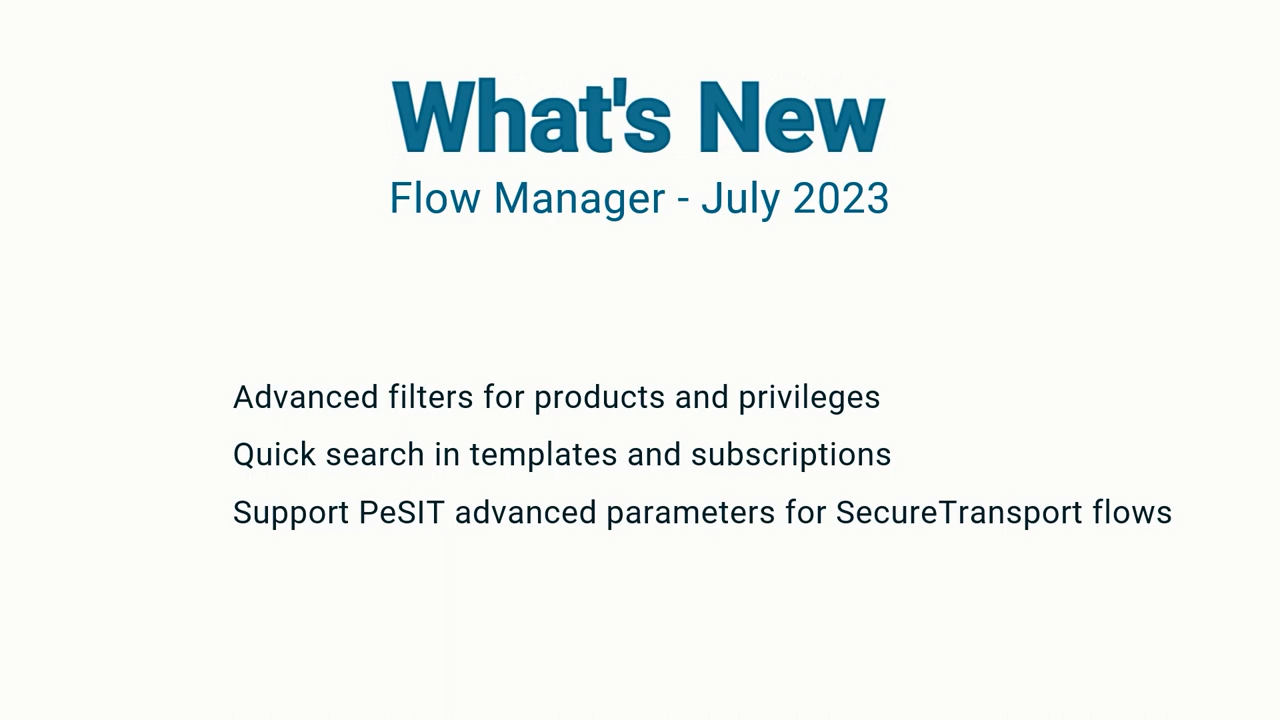 What's New
Flow Manager - July 2023
Advanced filters for products and privileges
Quick search in templates and subscriptions
Support PeSIT advanced parameters for SecureTransport flows